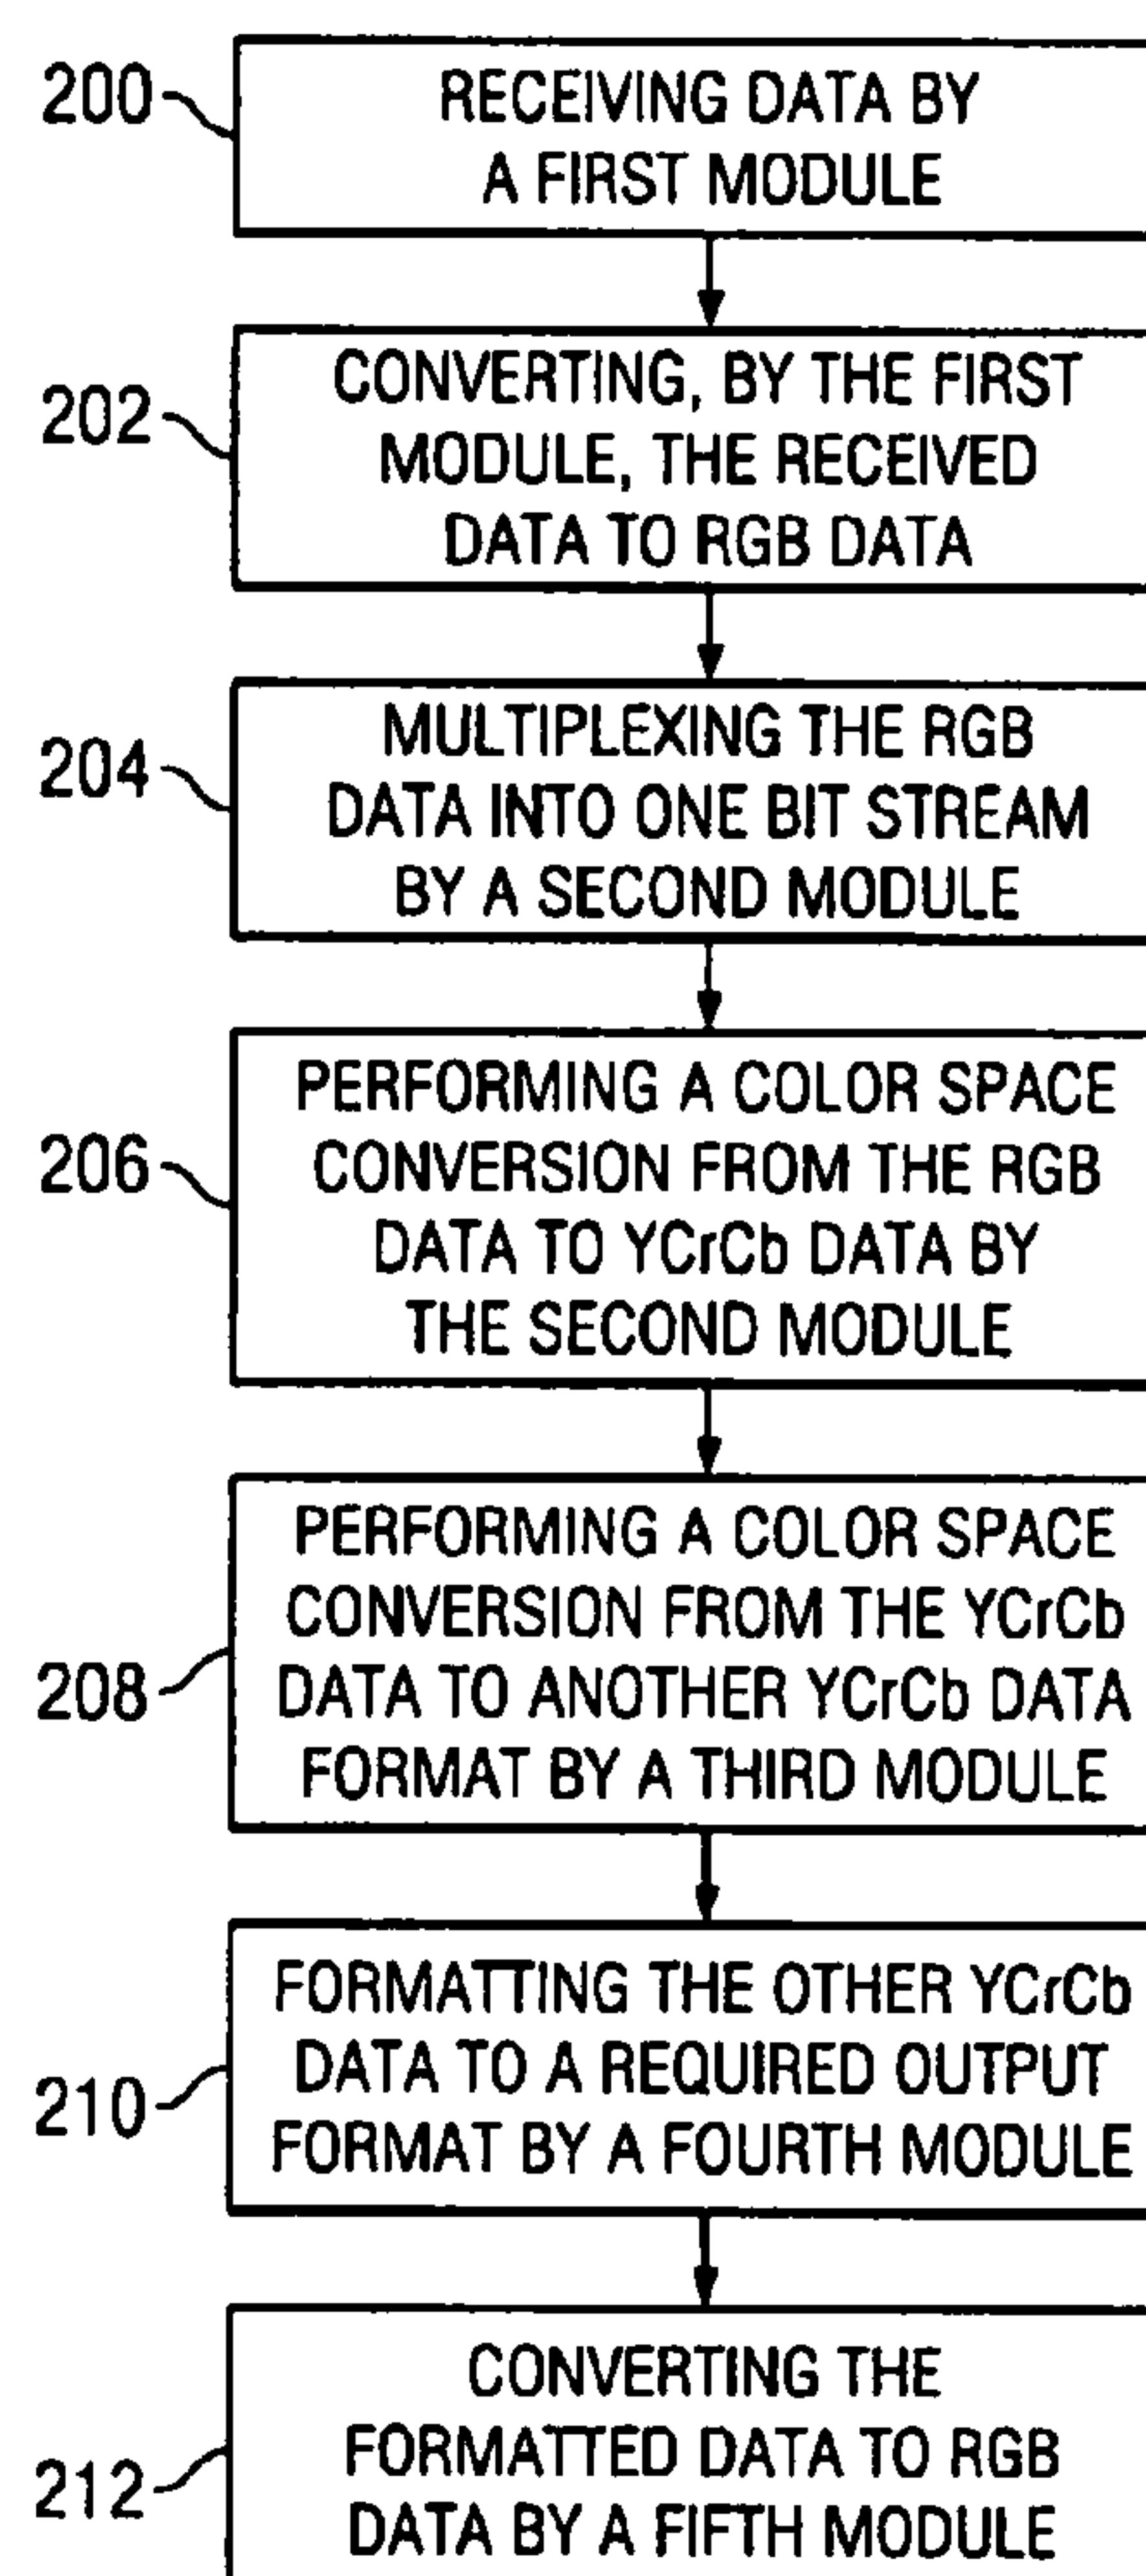 200
RECEIVING DATA BY
A FIRST MODULE
202
CONVERTING, BY THE FIRST
MODULE, THE RECEIVED
DATA TO RGB DATA
204
MULTIPLEXING THE RGB
DATA INTO ONE BIT STREAM
BY A SECOND MODULE
206
PERFORMING A COLOR SPACE
CONVERSION FROM THE RGB
DATA TO YCrCb DATA BY
THE SECOND MODULE
208
PERFORMING A COLOR SPACE
CONVERSION FROM THE YCrCb
DATA TO ANOTHER YCrCb DATA
FORMAT BY A THIRD MODULE
210
FORMATTING THE OTHER YCrCb
DATA TO A REQUIRED OUTPUT
FORMAT BY A FOURTH MODULE
212
CONVERTING THE
FORMATTED DATA TO RGB
DATA BY A FIFTH MODULE